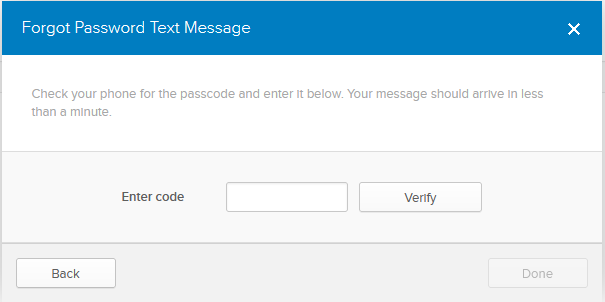 Forgot Password Text Message
Check your phone for the passcode and enter it below. Your message should arrive in less
than a minute.
Enter code
Verify
Back
Done